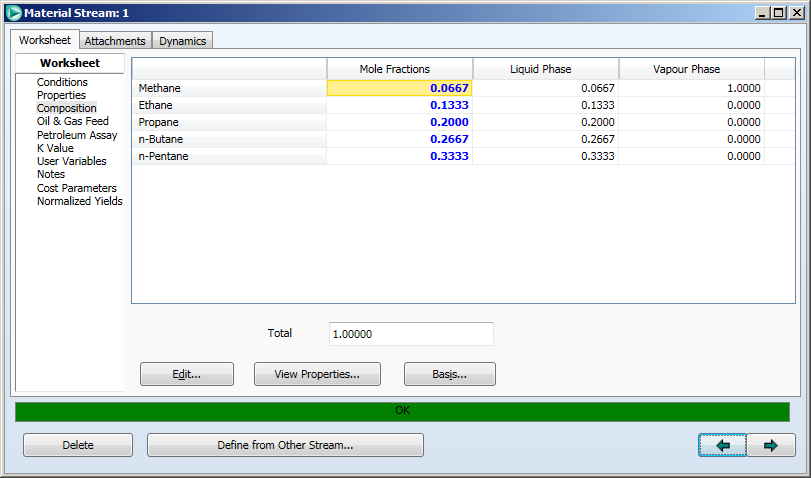 Material Stream: 1
Worksheet Attachments Dynamics
Worksheet
Conditions
Properties
Composition
Oil & Gas Feed
Petroleum Assay
K Value
User Variables
Notes
Cost Parameters
Normalized Yields
Mole Fractions Liquid Phase Vapour Phase
Methane 0.0667 0.0667 1.0000
Ethane 0.1333 0.1333 0.0000
Propane 0.2000 0.2000 0.0000
n-Butane 0.2667 0.2667 0.0000
n-Pentane 0.3333 0.3333 0.0000
Total 1.00000
Edit... View Properties... Basis...
OK
Delete Define from Other Stream...